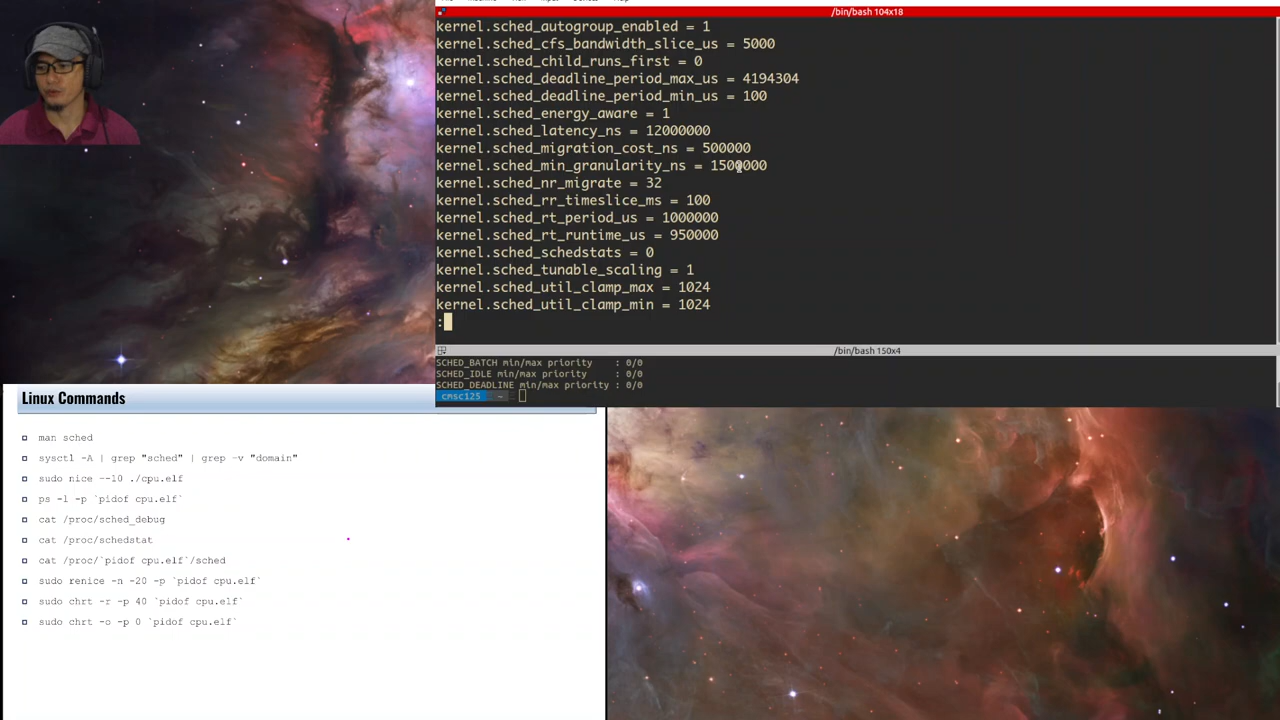 /bin/bash 104x18
kernel.sched_autogroup_enabled = 1
kernel.sched_cfs_bandwidth_slice_us = 5000
kernel.sched_child_runs_first = 0
kernel.sched_deadline_period_max_us = 4194304
kernel.sched_deadline_period_min_us = 100
kernel.sched_energy_aware = 1
kernel.sched_latency_ns = 12000000
kernel.sched_migration_cost_ns = 500000
kernel.sched_min_granularity_ns = 1500000
kernel.sched_nr_migrate = 32
kernel.sched_rr_timeslice_ms = 100
kernel.sched_rt_period_us = 1000000
kernel.sched_rt_runtime_us = 950000
kernel.sched_schedstats = 0
kernel.sched_tunable_scaling = 1
kernel.sched_util_clamp_max = 1024
kernel.sched_util_clamp_min = 1024
:
/bin/bash 150x4
SCHED_BATCH min/max priority    : 0/0
SCHED_IDLE min/max priority     : 0/0
SCHED_DEADLINE min/max priority : 0/0
cmsc125 ~
Linux Commands
man sched
sysctl -A | grep "sched" | grep -v "domain"
sudo nice --10 ./cpu.elf
ps -l -p `pidof cpu.elf`
cat /proc/sched_debug
cat /proc/schedstat
cat /proc/`pidof cpu.elf`/sched
sudo renice -n -20 -p `pidof cpu.elf`
sudo chrt -r -p 40 `pidof cpu.elf`
sudo chrt -o -p 0 `pidof cpu.elf`